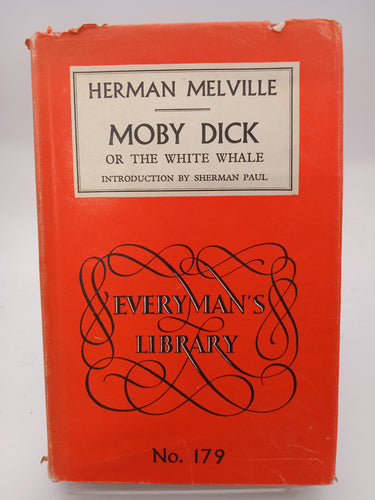 HERMAN MELVILLE
MOBY DICK
OR THE WHITE WHALE
INTRODUCTION BY SHERMAN PAUL
EVERYMAN'S
LIBRARY
No. 179